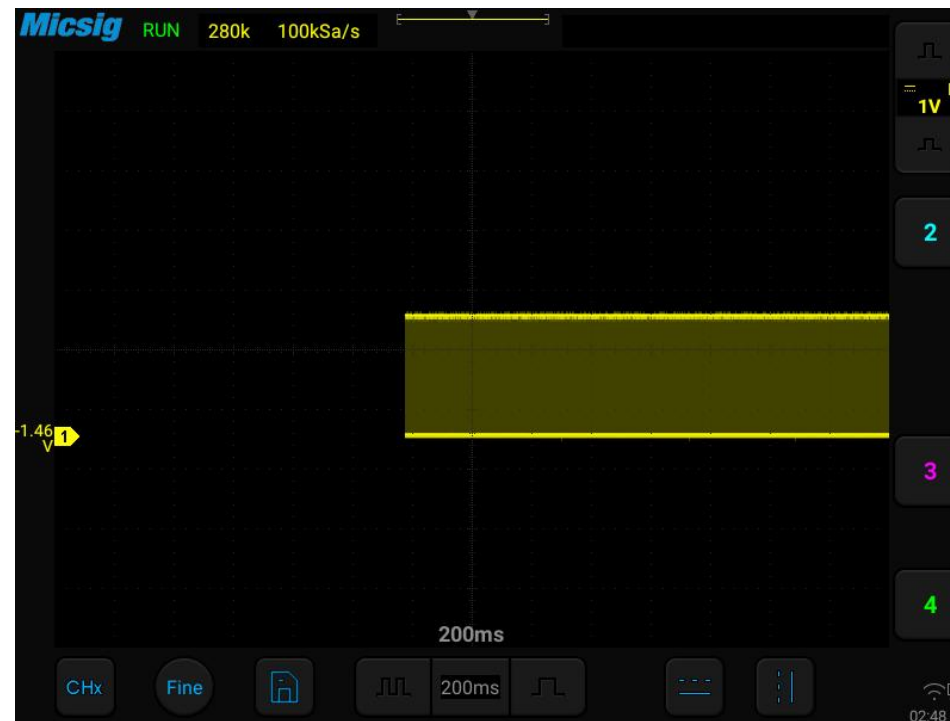 Micsig RUN 280k 100kSa/s
1V
2
-1.46
V
1
3
4
200ms
CHx Fine 200ms
02:48